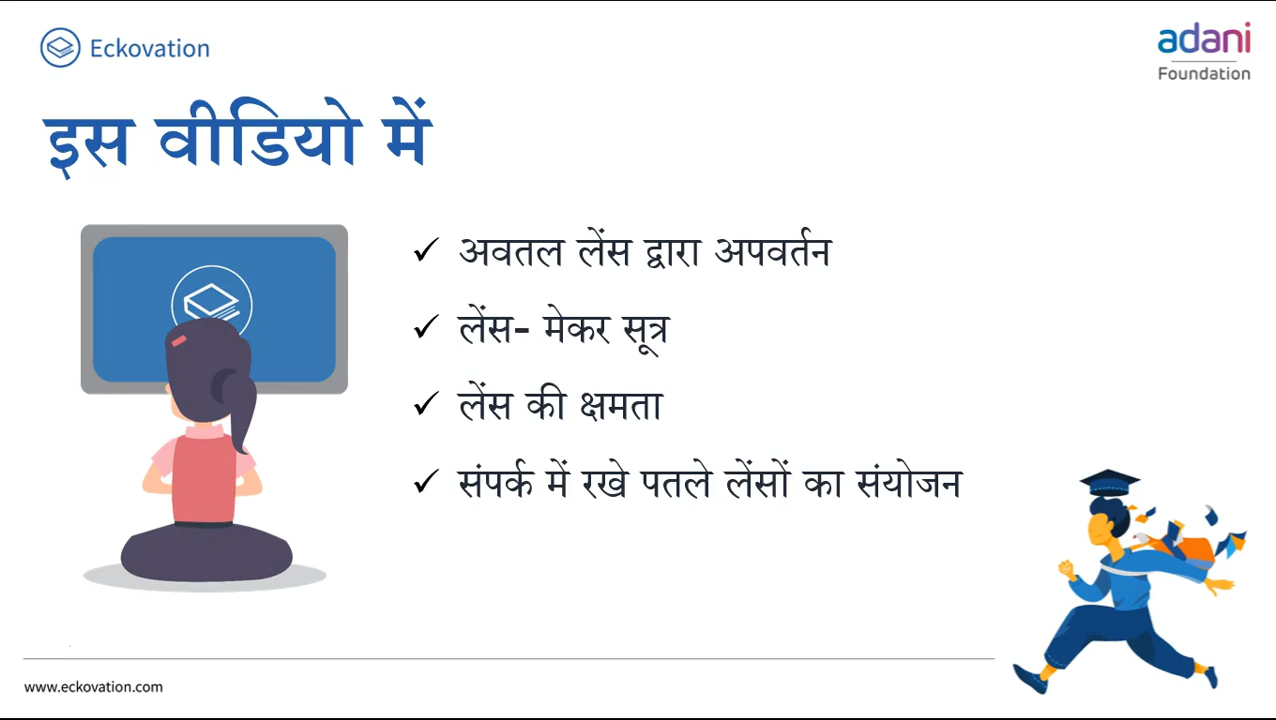 Eckovation
adani
Foundation
इस वीडियो में
✓ अवतल लेंस द्वारा अपवर्तन
✓ लेंस- मेकर सूत्र
✓ लेंस की क्षमता
✓ संपर्क में रखे पतले लेंसों का संयोजन
www.eckovation.com